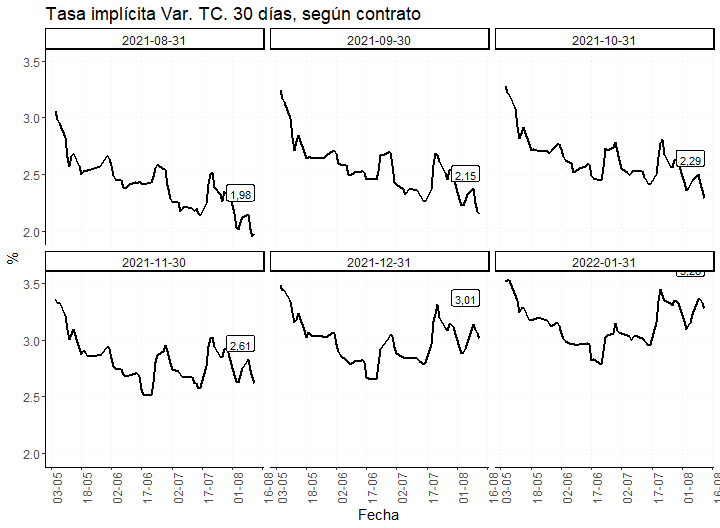 Tasa implícita Var. TC. 30 días, según contrato
2021-08-31 2021-09-30 2021-10-31
3.5
3.0
2.5
2.0
1,98 2,15 2,29
%
2021-11-30 2021-12-31 2022-01-31
3.5
3.0
2.5
2.0
2,61 3,01
03-05 18-05 02-06 17-06 02-07 17-07 01-08 16-08 03-05 18-05 02-06 17-06 02-07 17-07 01-08 16-08 03-05 18-05 02-06 17-06 02-07 17-07 01-08 16-08
Fecha